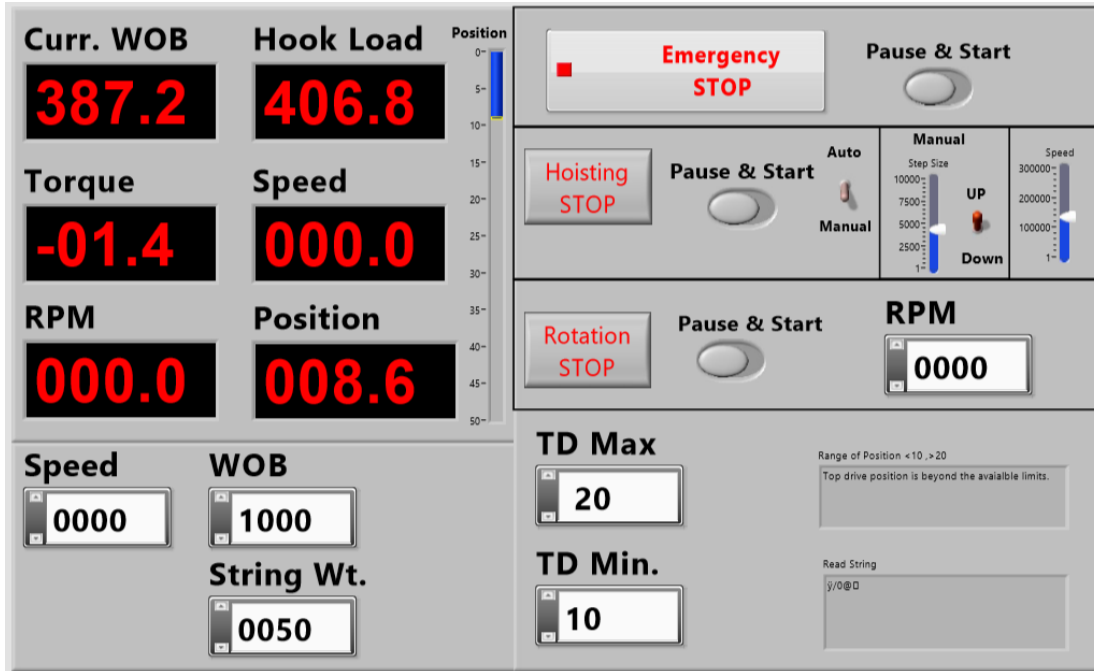 Curr. WOB
Hook Load
387.2
406.8
Torque
Speed
-01.4
000.0
RPM
Position
000.0
008.6
Position
0-
5-
10-
15-
20-
25-
30-
35-
40-
45-
50-
Emergency
STOP
Pause & Start
Hoisting
STOP
Pause & Start
Auto
Manual
Manual
Step Size
10000-
7500-
5000-
2500-
1-
UP
Down
Speed
300000-
200000-
100000-
1-
Rotation
STOP
Pause & Start
RPM
0000
Speed
0000
WOB
1000
String Wt.
0050
TD Max
20
TD Min.
10
Range of Position <10 ,>20
Top drive position is beyond the avaialble limits.
Read String
ÿ/0@□